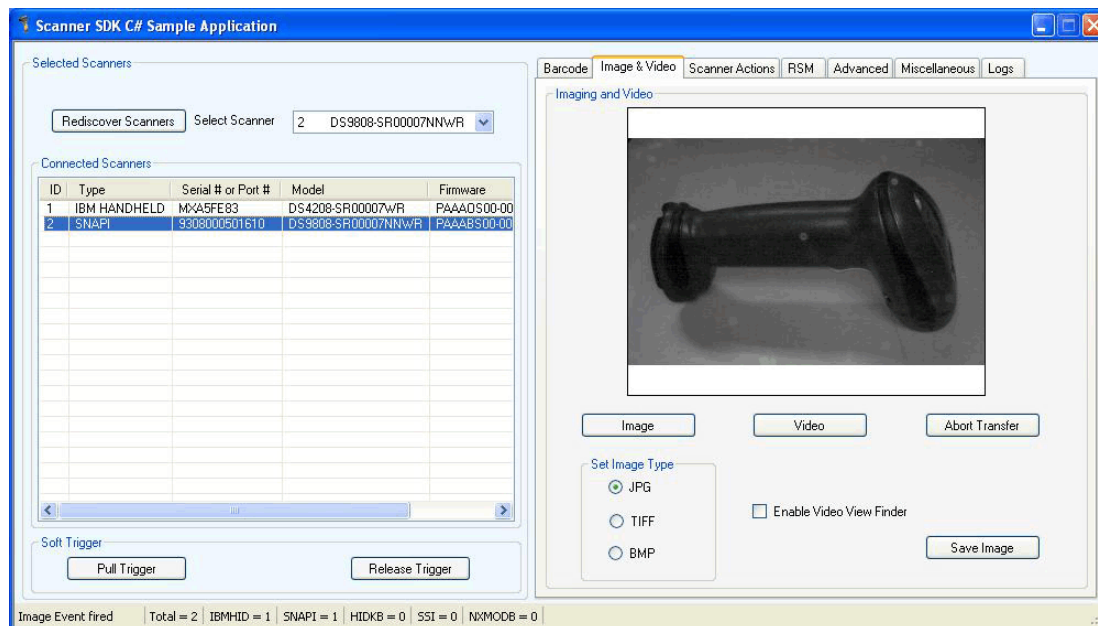 Scanner SDK C# Sample Application
Selected Scanners
Rediscover Scanners Select Scanner 2 DS9808-SR00007NNWR
Connected Scanners
ID Type Serial # or Port # Model Firmware
1 IBM HANDHELD MXA5FE83 DS4208-SR00007WR PAAAOS00-00
2 SNAPI 9308000501610 DS9808-SR00007NNWR PAAABS00-00
Soft Trigger
Pull Trigger Release Trigger
Barcode Image & Video Scanner Actions RSM Advanced Miscellaneous Logs
Imaging and Video
Image Video Abort Transfer
Set Image Type
JPG
TIFF
BMP
Enable Video View Finder
Save Image
Image Event fired Total = 2 IBMHID = 1 SNAPI = 1 HIDKB = 0 SSI = 0 NXMODB = 0